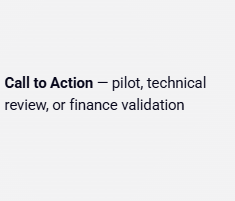 Call to Action — pilot, technical
review, or finance validation